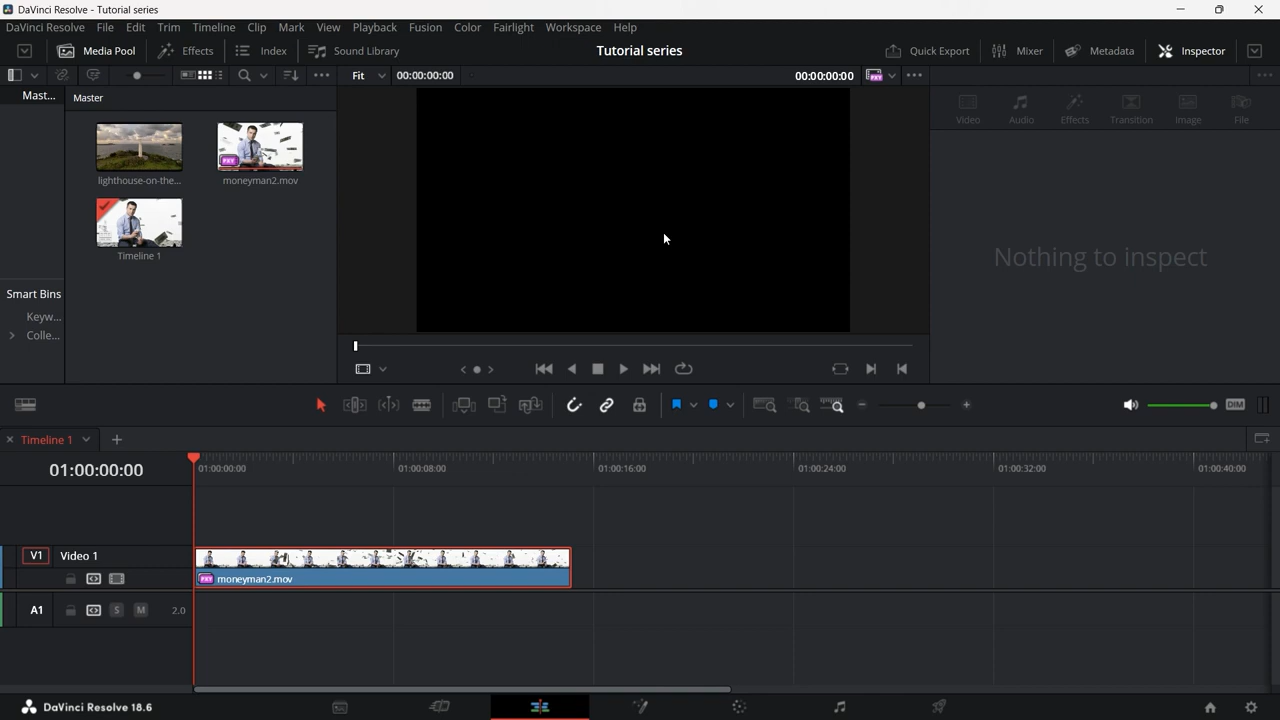 DaVinci Resolve - Tutorial series
DaVinci Resolve File Edit Trim Timeline Clip Mark View Playback Fusion Color Fairlight Workspace Help
Media Pool Effects Index Sound Library Tutorial series Quick Export Mixer Metadata Inspector
Fit 00:00:00:00 00:00:00:00
Mast... Master
Video Audio Effects Transition Image File
lighthouse-on-the... moneyman2.mov
Timeline 1
Nothing to inspect
Smart Bins
Keyw...
Colle...
DIM
Timeline 1
01:00:00:00 01:00:00:00 01:00:08:00 01:00:16:00 01:00:24:00 01:00:32:00 01:00:40:00
V1 Video 1
moneyman2.mov
A1 S M 2.0
DaVinci Resolve 18.6